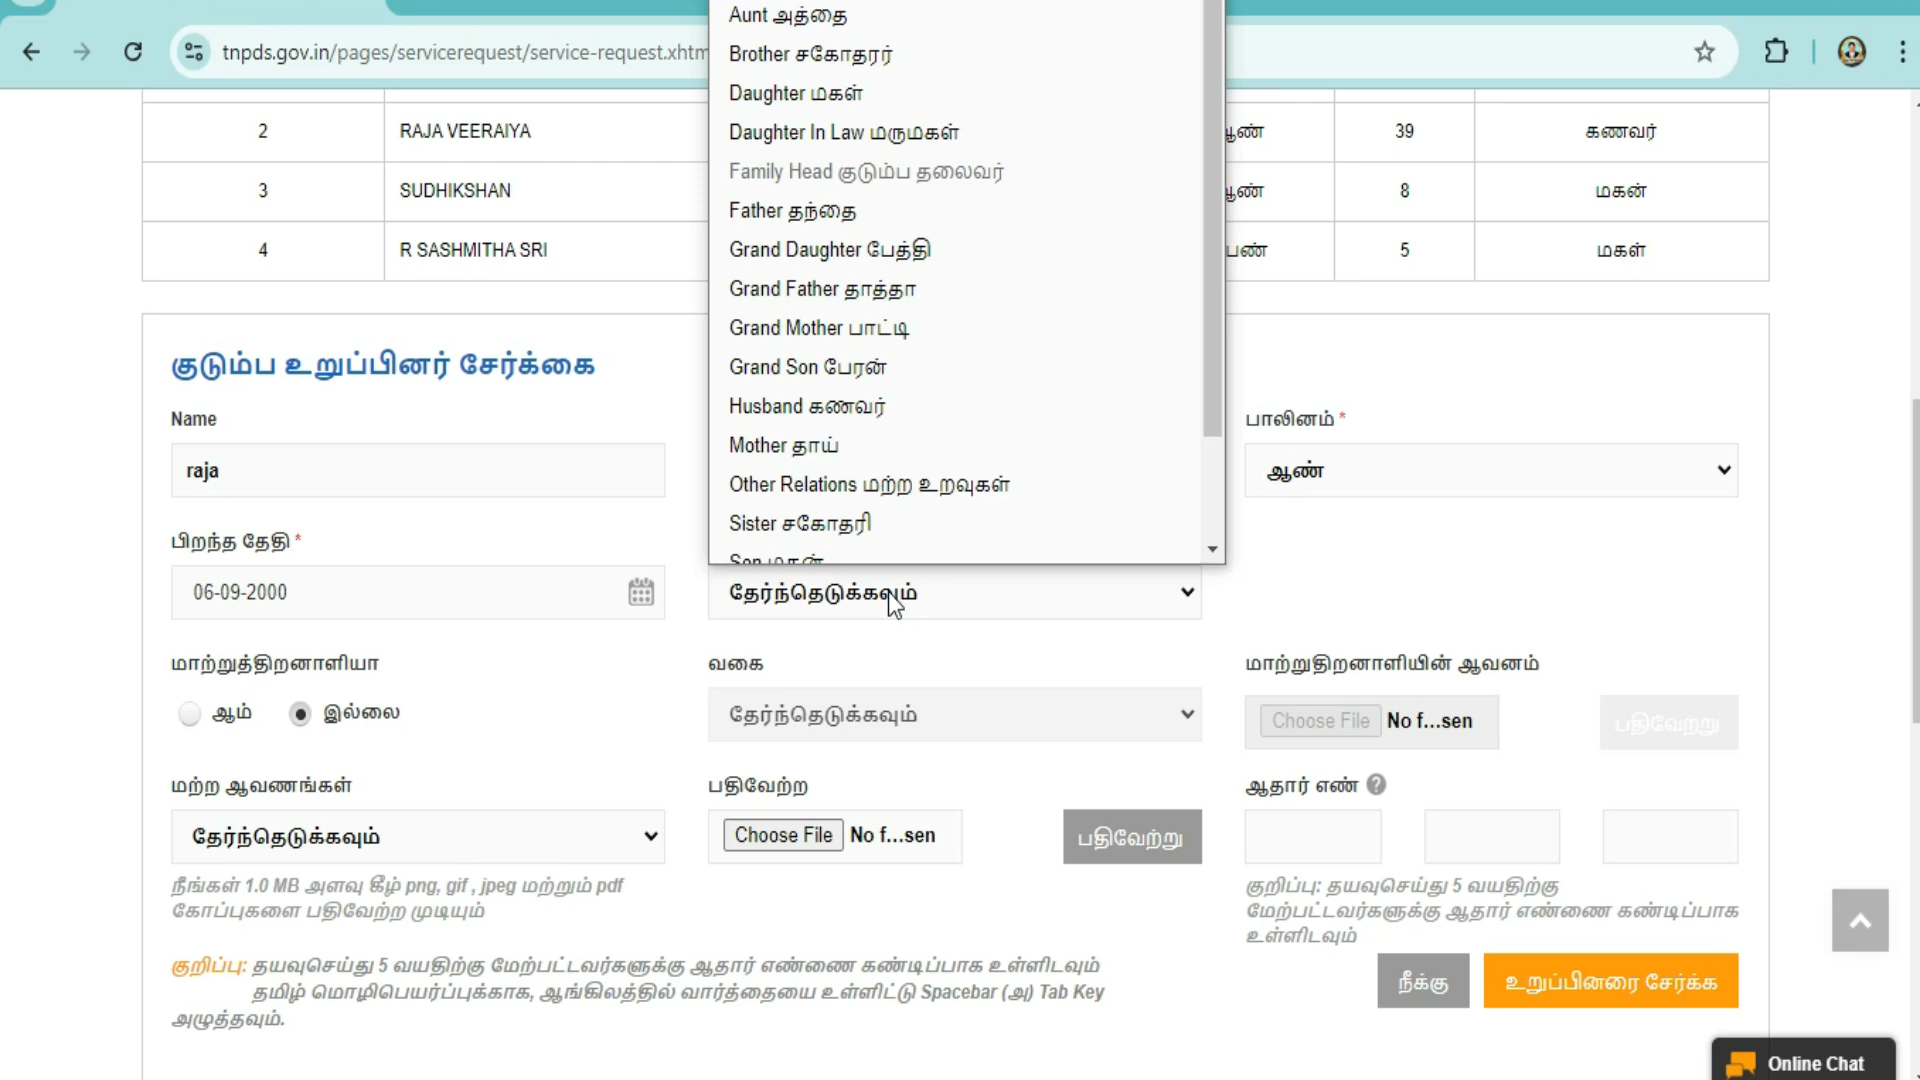 tnpds.gov.in/pages/servicerequest/service-request.xhtm
Aunt அத்தை
Brother சகோதரர்
Daughter மகள்
Daughter In Law மருமகள்
Family Head குடும்ப தலைவர்
Father தந்தை
Grand Daughter பேத்தி
Grand Father தாத்தா
Grand Mother பாட்டி
Grand Son பேரன்
Husband கணவர்
Mother தாய்
Other Relations மற்ற உறவுகள்
Sister சகோதரி
Son மகன்
2 RAJA VEERAIYA ஆண் 39 கணவர்
3 SUDHIKSHAN ஆண் 8 மகன்
4 R SASHMITHA SRI பெண் 5 மகள்
குடும்ப உறுப்பினர் சேர்க்கை
Name
raja
பாலினம் *
ஆண்
பிறந்த தேதி *
06-09-2000
தேர்ந்தெடுக்கவும்
மாற்றுத்திறனாளியா
ஆம் இல்லை
வகை
தேர்ந்தெடுக்கவும்
மாற்றுதிறனாளியின் ஆவனம்
Choose File No f...sen
பதிவேற்று
மற்ற ஆவணங்கள்
தேர்ந்தெடுக்கவும்
பதிவேற்ற
Choose File No f...sen
பதிவேற்று
ஆதார் எண் ?
நீங்கள் 1.0 MB அளவு கீழ் png, gif , jpeg மற்றும் pdf
கோப்புகளை பதிவேற்ற முடியும்
குறிப்பு: தயவுசெய்து 5 வயதிற்கு
மேற்பட்டவர்களுக்கு ஆதார் எண்ணை கண்டிப்பாக
உள்ளிடவும்
குறிப்பு: தயவுசெய்து 5 வயதிற்கு மேற்பட்டவர்களுக்கு ஆதார் எண்ணை கண்டிப்பாக உள்ளிடவும்
தமிழ் மொழிபெயர்ப்புக்காக, ஆங்கிலத்தில் வார்த்தையை உள்ளிட்டு Spacebar (அ) Tab Key
அழுத்தவும்.
நீக்கு
உறுப்பினரை சேர்க்க
Online Chat